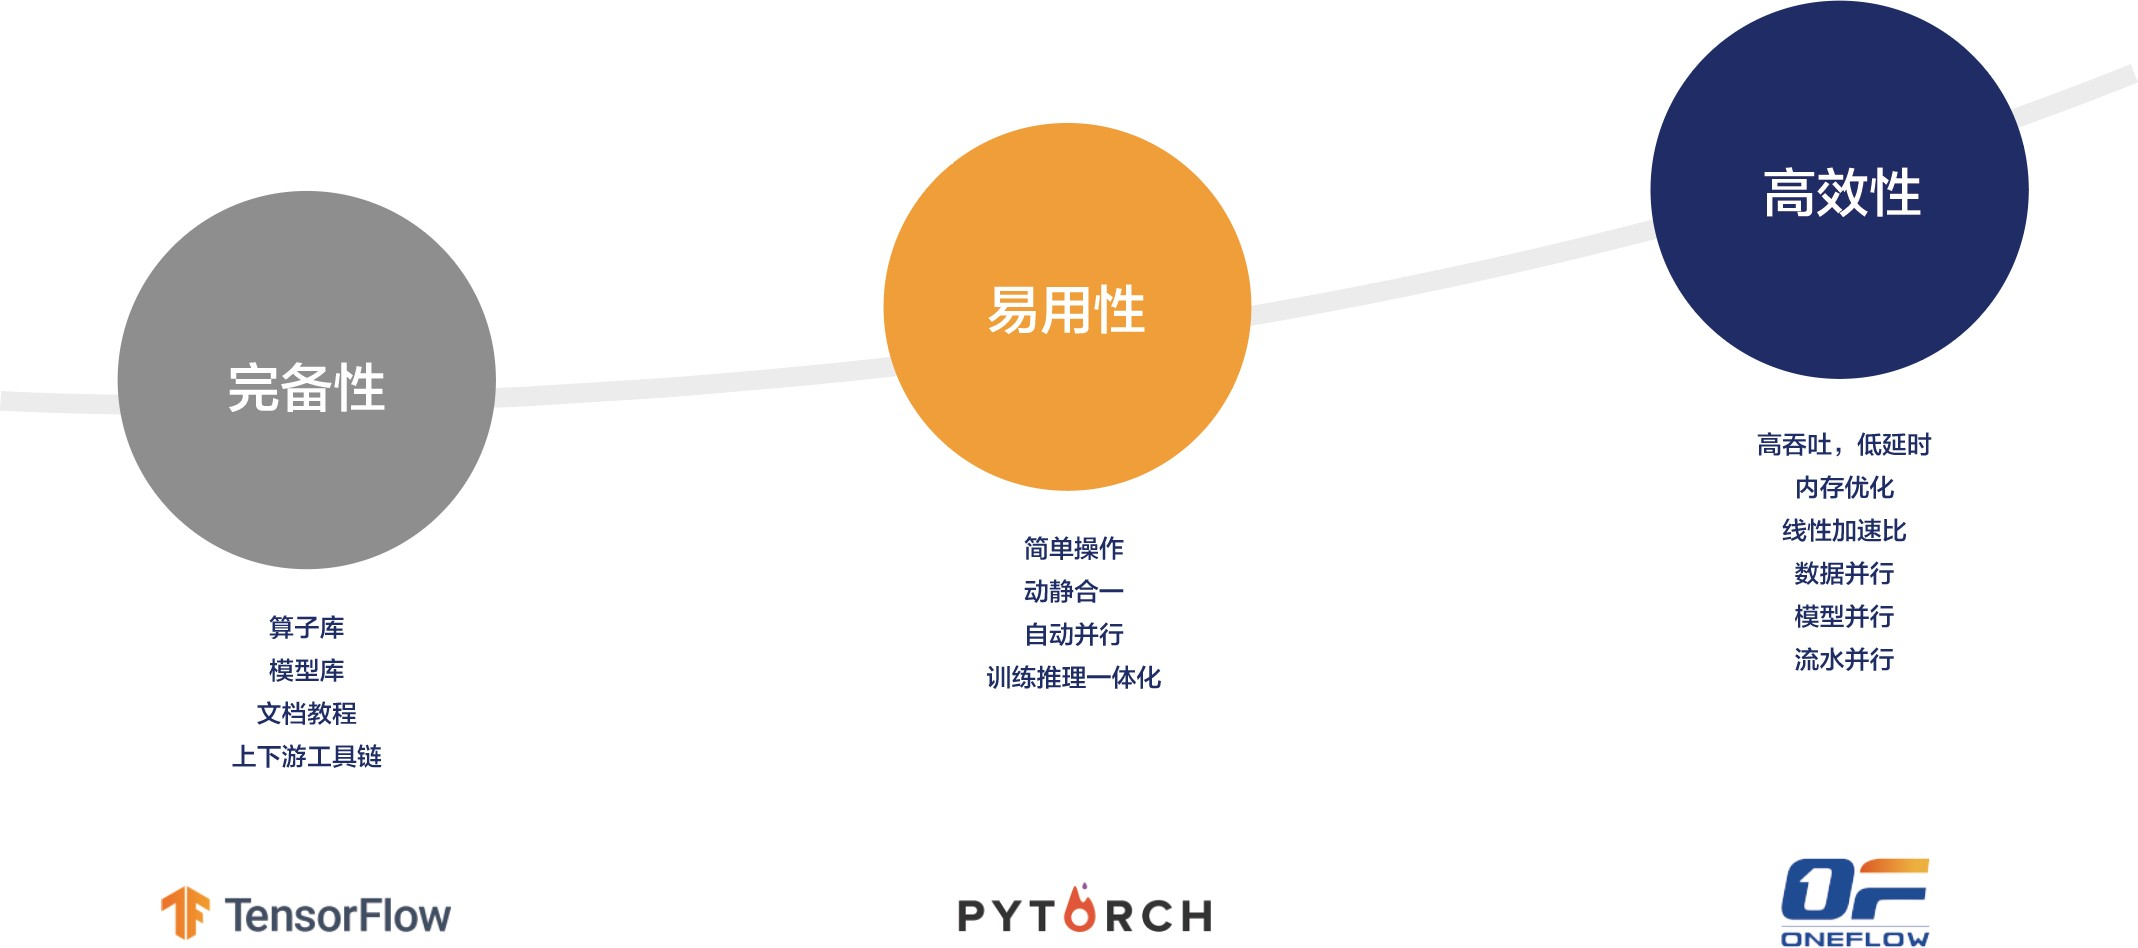 完备性
算子库
模型库
文档教程
上下游工具链
TensorFlow
易用性
简单操作
动静合一
自动并行
训练推理一体化
PYTORCH
高效性
高吞吐，低延时
内存优化
线性加速比
数据并行
模型并行
流水并行
1F
ONEFLOW